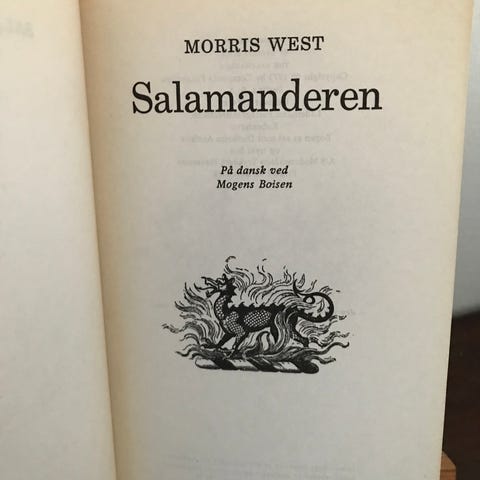 MORRIS WEST
Salamanderen
På dansk ved
Mogens Boisen